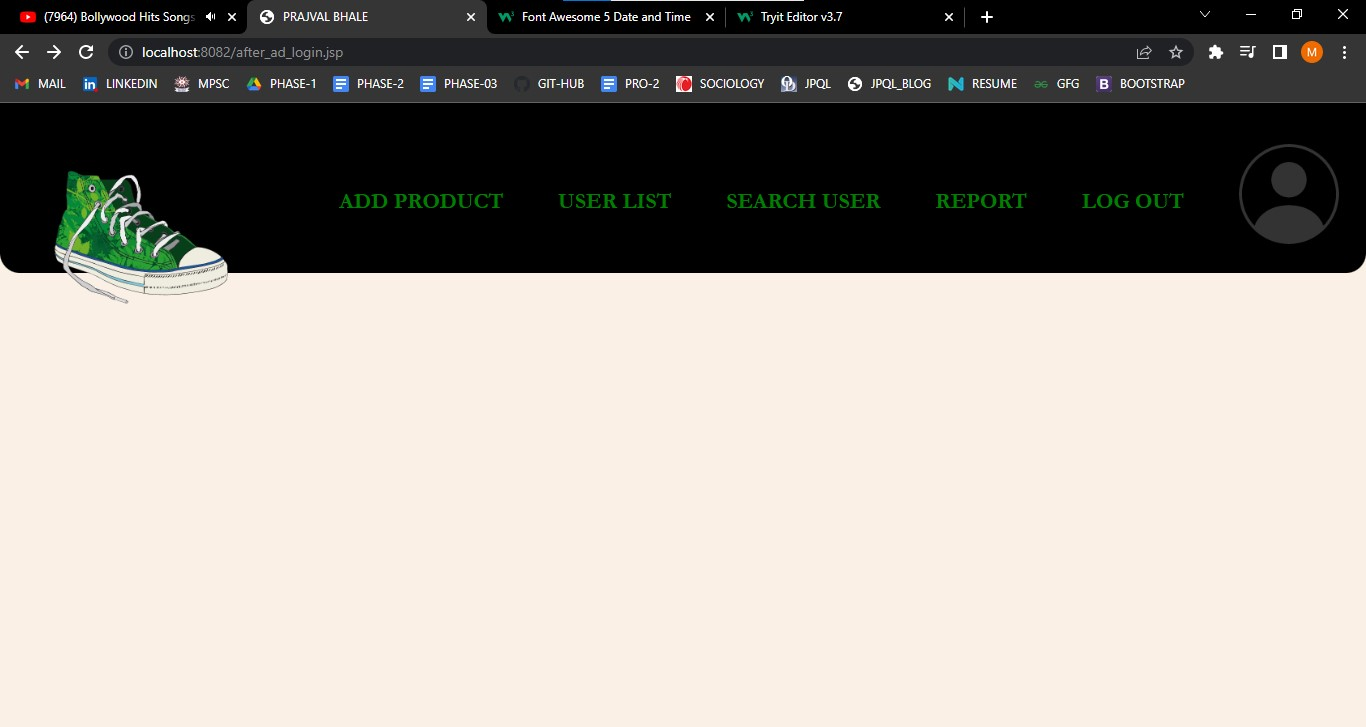 (7964) Bollywood Hits Songs
PRAJVAL BHALE
Font Awesome 5 Date and Time
Tryit Editor v3.7
localhost:8082/after_ad_login.jsp
M
MAIL
LINKEDIN
MPSC
PHASE-1
PHASE-2
PHASE-03
GIT-HUB
PRO-2
SOCIOLOGY
JPQL
JPQL_BLOG
RESUME
GFG
B BOOTSTRAP
ADD PRODUCT
USER LIST
SEARCH USER
REPORT
LOG OUT